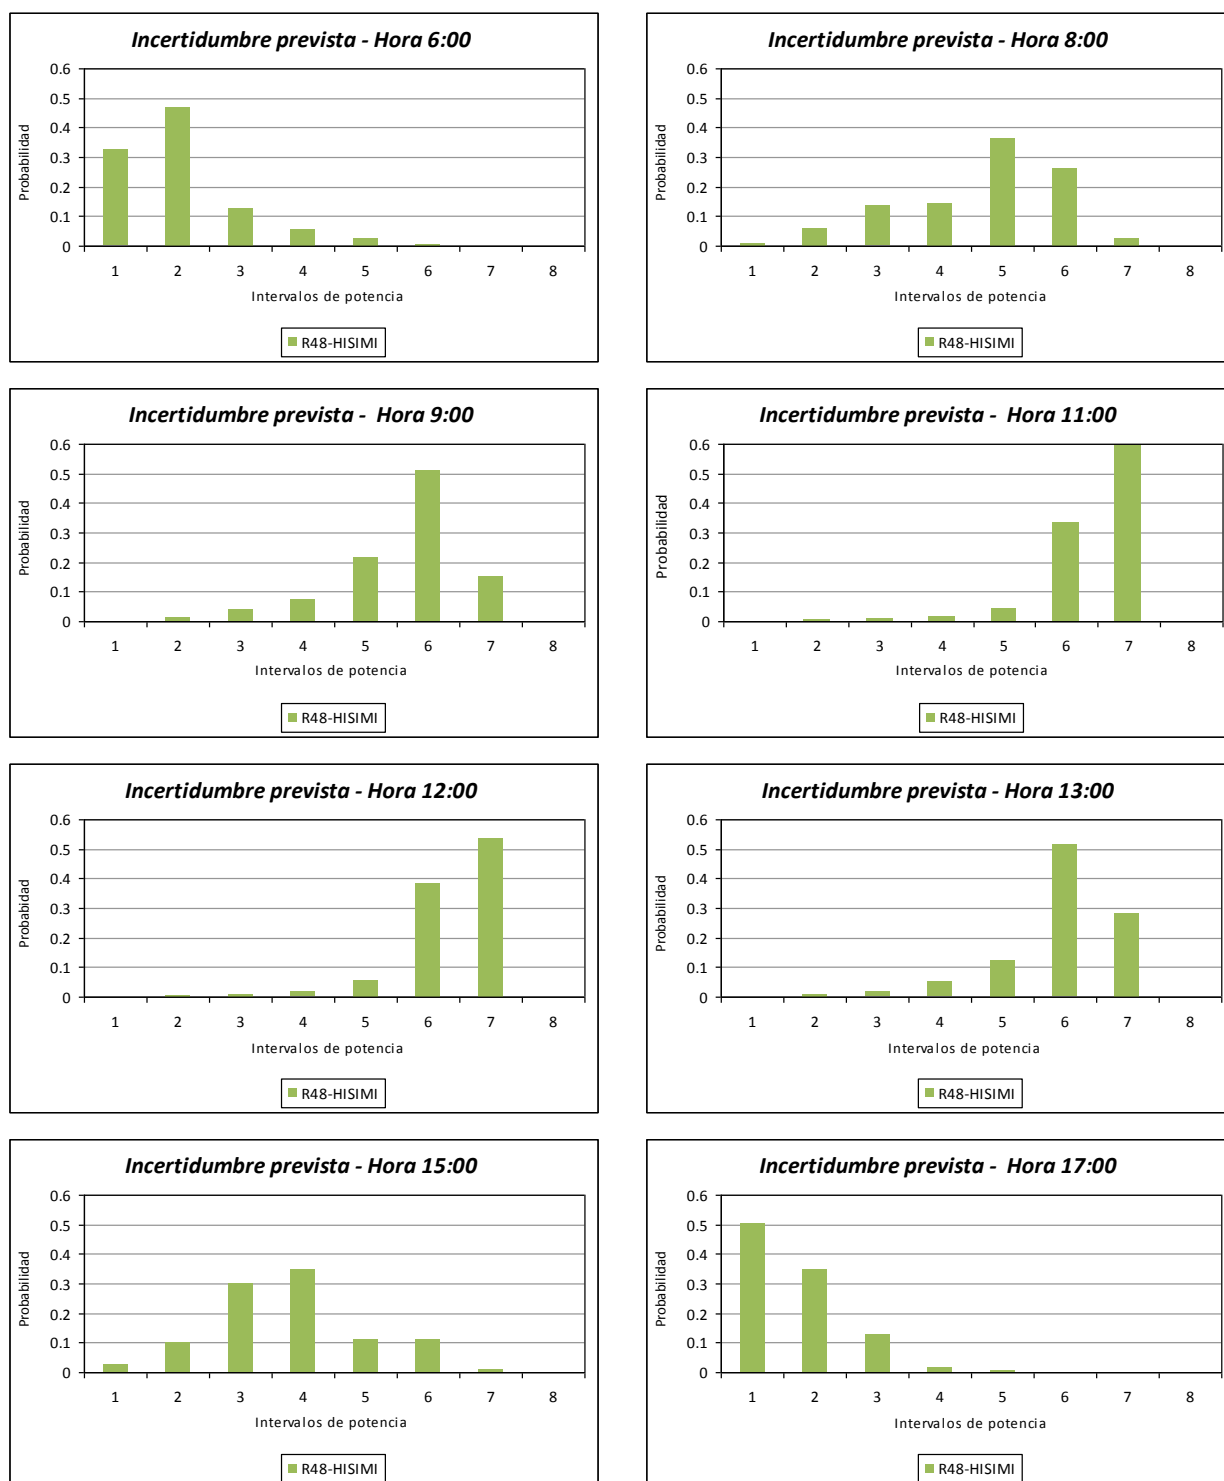 Incertidumbre prevista - Hora 6:00
0.6
0.5
0.4
0.3
0.2
0.1
0
Probabilidad
1 2 3 4 5 6 7 8
Intervalos de potencia
R48-HISIMI
Incertidumbre prevista - Hora 8:00
0.6
0.5
0.4
0.3
0.2
0.1
0
Probabilidad
1 2 3 4 5 6 7 8
Intervalos de potencia
R48-HISIMI
Incertidumbre prevista - Hora 9:00
0.6
0.5
0.4
0.3
0.2
0.1
0
Probabilidad
1 2 3 4 5 6 7 8
Intervalos de potencia
R48-HISIMI
Incertidumbre prevista - Hora 11:00
0.6
0.5
0.4
0.3
0.2
0.1
0
Probabilidad
1 2 3 4 5 6 7 8
Intervalos de potencia
R48-HISIMI
Incertidumbre prevista - Hora 12:00
0.6
0.5
0.4
0.3
0.2
0.1
0
Probabidad
1 2 3 4 5 6 7 8
Intervalos de potencia
R48-HISIMI
Incertidumbre prevista - Hora 13:00
0.6
0.5
0.4
0.3
0.2
0.1
0
Probabilidad
1 2 3 4 5 6 7 8
Intervalos de potencia
R48-HISIMI
Incertidumbre prevista - Hora 15:00
0.6
0.5
0.4
0.3
0.2
0.1
0
Probabilidad
1 2 3 4 5 6 7 8
Intervalos de potencia
R48-HISIMI
Incertidumbre prevista - Hora 17:00
0.6
0.5
0.4
0.3
0.2
0.1
0
Probabilidad
1 2 3 4 5 6 7 8
Intervalos de potencia
R48-HISIMI